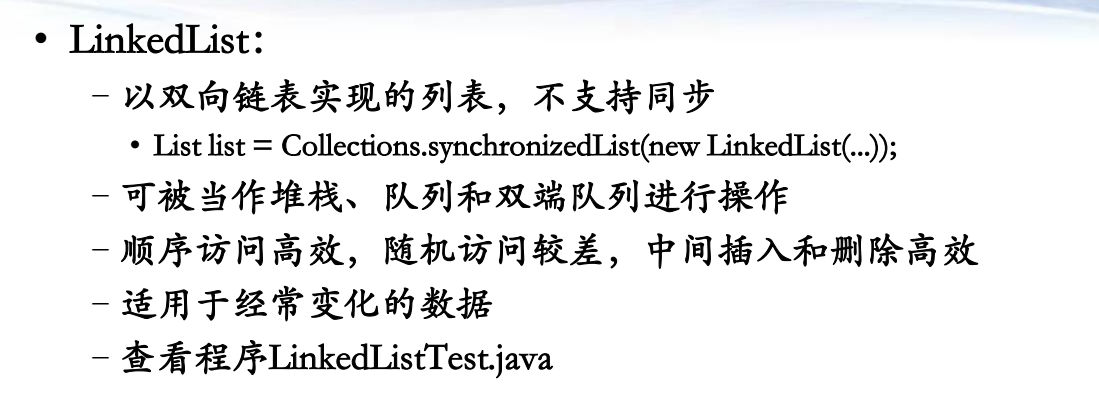 • LinkedList：
– 以双向链表实现的列表，不支持同步
• List list = Collections.synchronizedList(new LinkedList(...));
– 可被当作堆栈、队列和双端队列进行操作
– 顺序访问高效，随机访问较差，中间插入和删除高效
– 适用于经常变化的数据
– 查看程序LinkedListTest.java